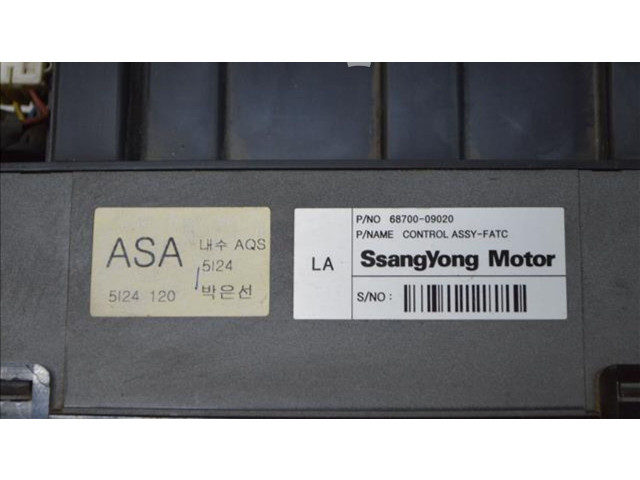 ASA 내수 AQS
5124
5124 120 박은선
P/NO 68700-09020
P/NAME CONTROL ASSY-FATC
LA SsangYong Motor
S/NO :